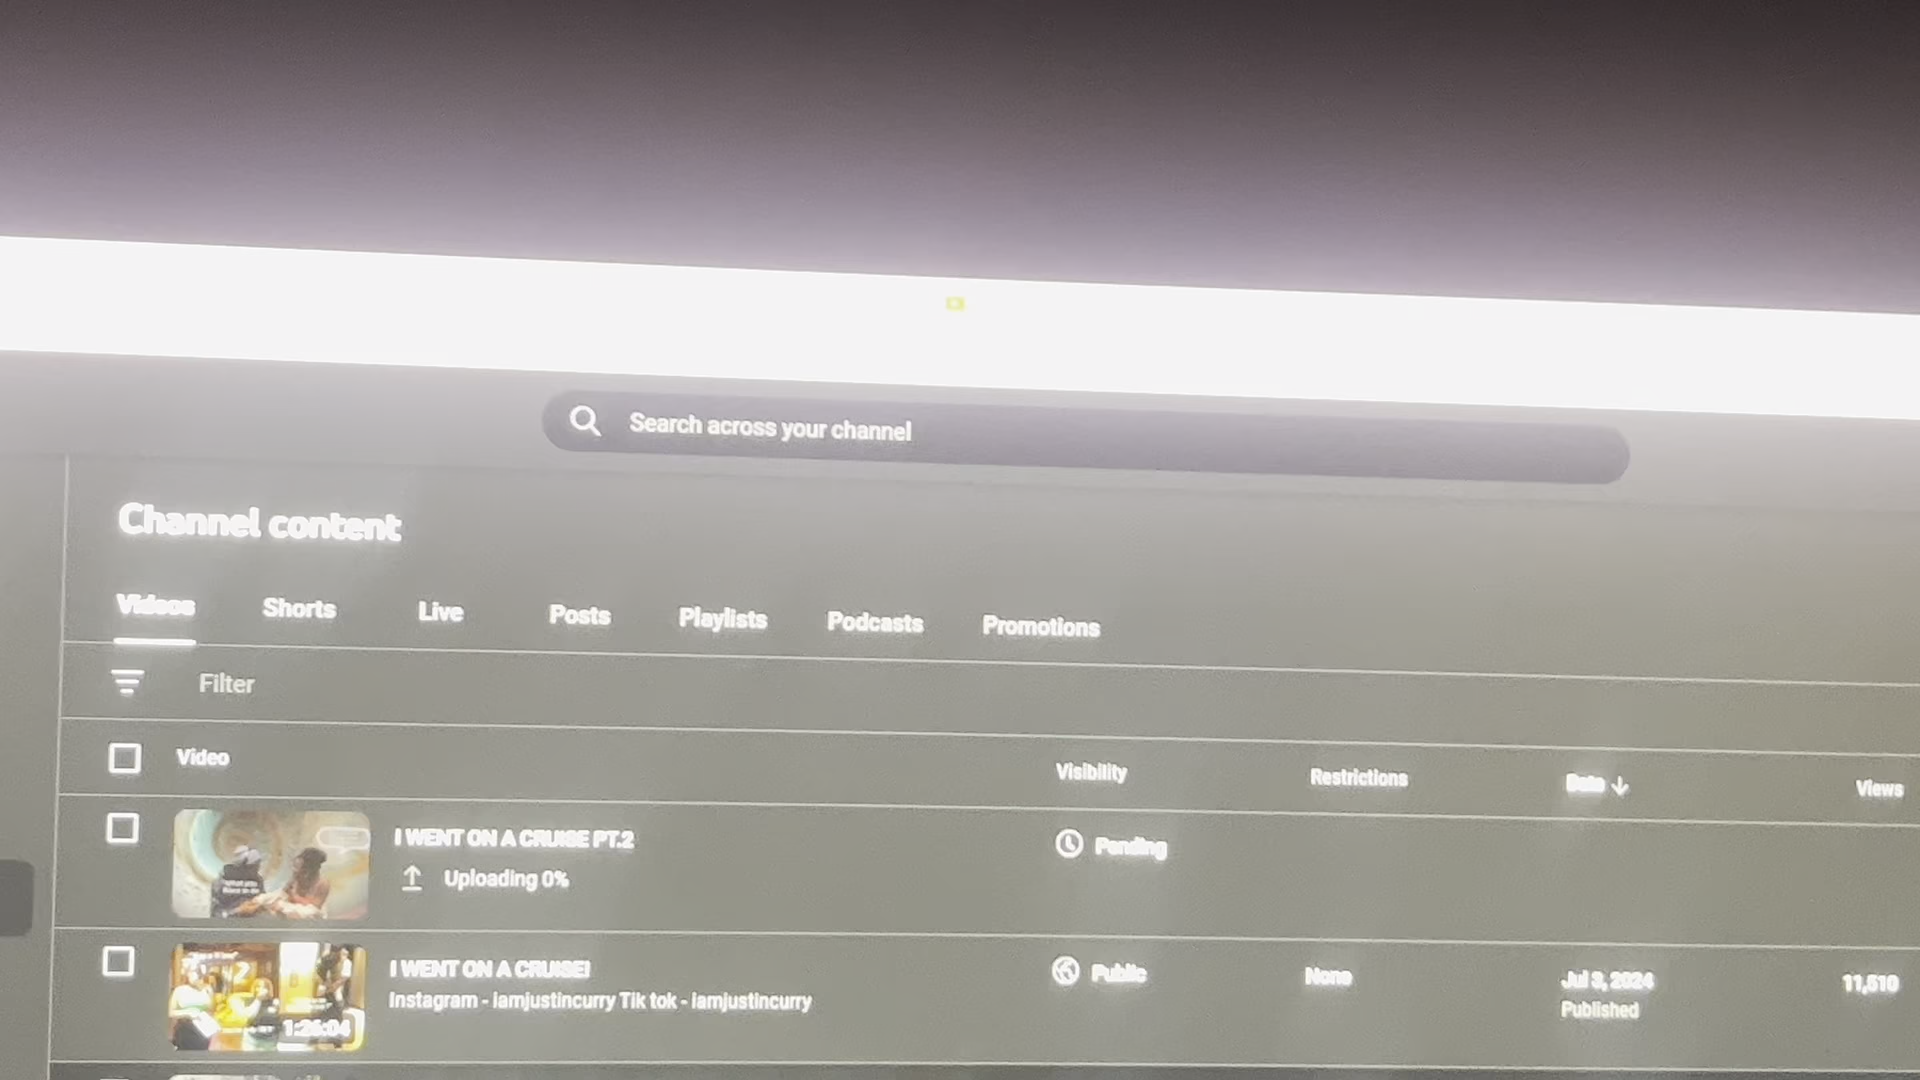 Search across your channel
Channel content
Videos Shorts Live Posts Playlists Podcasts Promotions
Filter
Video Visibility Restrictions Date Views
I WENT ON A CRUISE PT.2 Pending
Uploading 0%
I WENT ON A CRUISE! Public None Jul 3, 2024 11,510
Instagram - iamjustincurry Tik tok - iamjustincurry Published
1:26:04